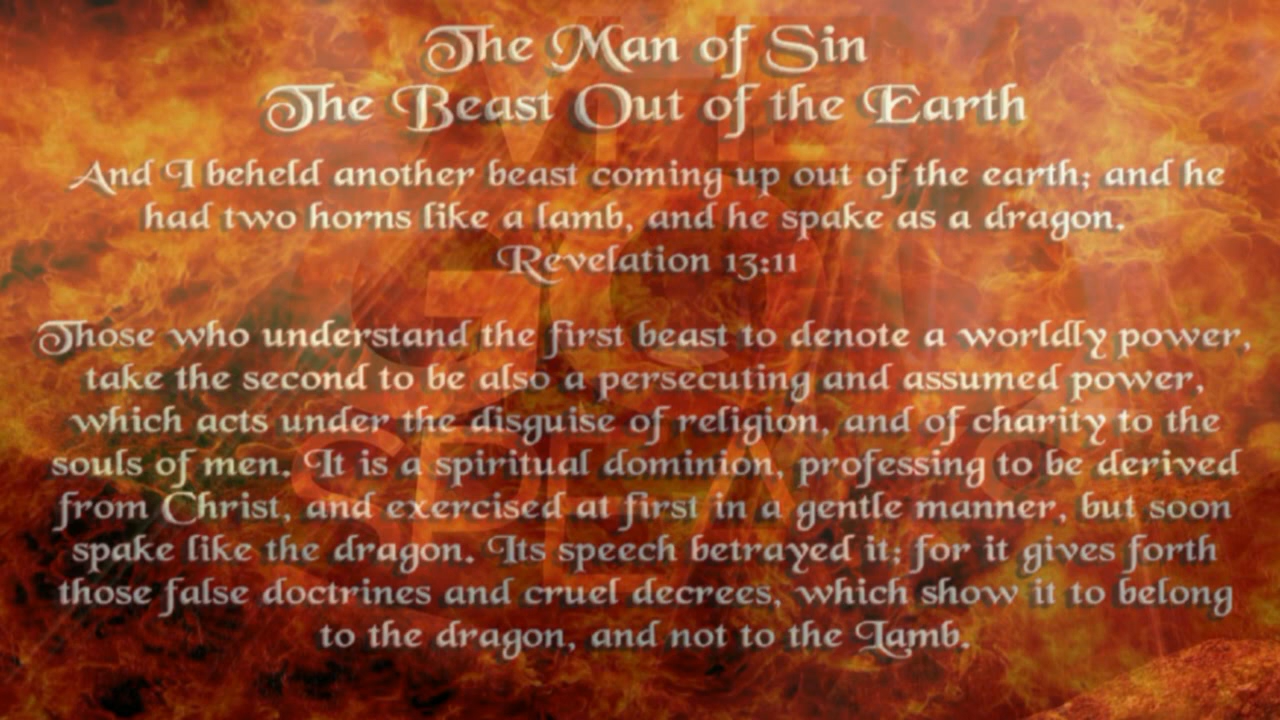 The Man of Sin
The Beast Out of the Earth
And I beheld another beast coming up out of the earth; and he
had two horns like a lamb, and he spake as a dragon.
Revelation 13:11
Those who understand the first beast to denote a worldly power,
take the second to be also a persecuting and assumed power,
which acts under the disguise of religion, and of charity to the
souls of men. It is a spiritual dominion, professing to be derived
from Christ, and exercised at first in a gentle manner, but soon
spake like the dragon. Its speech betrayed it; for it gives forth
those false doctrines and cruel decrees, which show it to belong
to the dragon, and not to the Lamb.